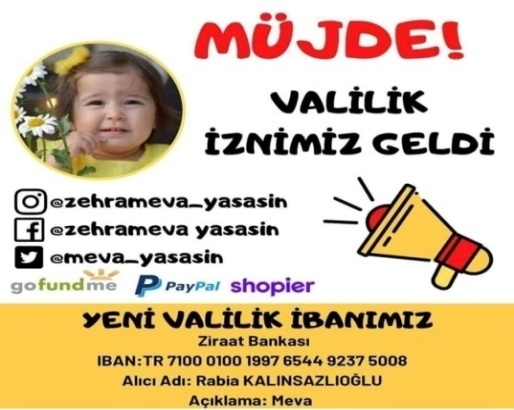 MÜJDE!
VALİLİK
İZNİMİZ GELDİ
@zehrameva_yasasin
@zehrameva yasasin
@meva_yasasin
gofundme PayPal shopier
YENİ VALİLİK İBANIMIZ
Ziraat Bankası
IBAN:TR 7100 0100 1997 6544 9237 5008
Alıcı Adı: Rabia KALINSAZLIOĞLU
Açıklama: Meva